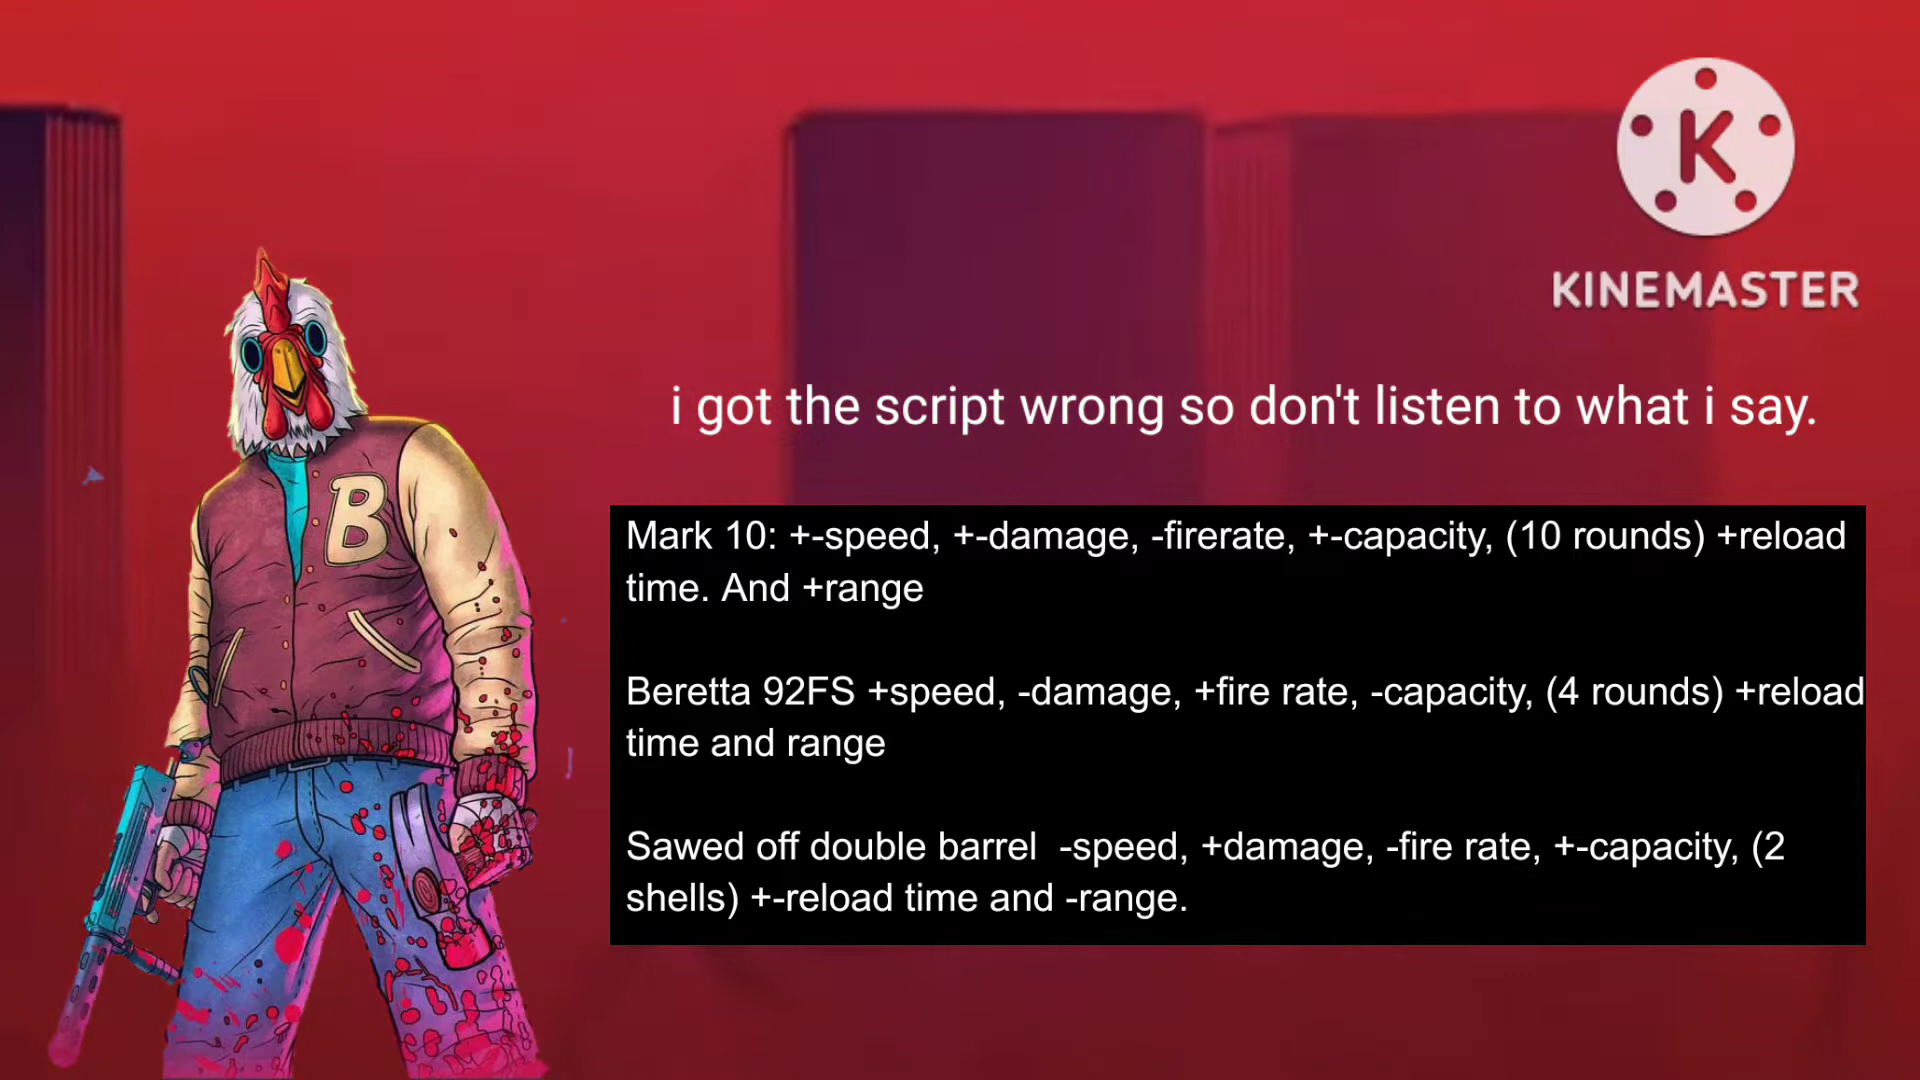 K
KINEMASTER
i got the script wrong so don't listen to what i say.
B
Mark 10: +-speed, +-damage, -firerate, +-capacity, (10 rounds) +reload
time. And +range
Beretta 92FS +speed, -damage, +fire rate, -capacity, (4 rounds) +reload
time and range
Sawed off double barrel  -speed, +damage, -fire rate, +-capacity, (2
shells) +-reload time and -range.